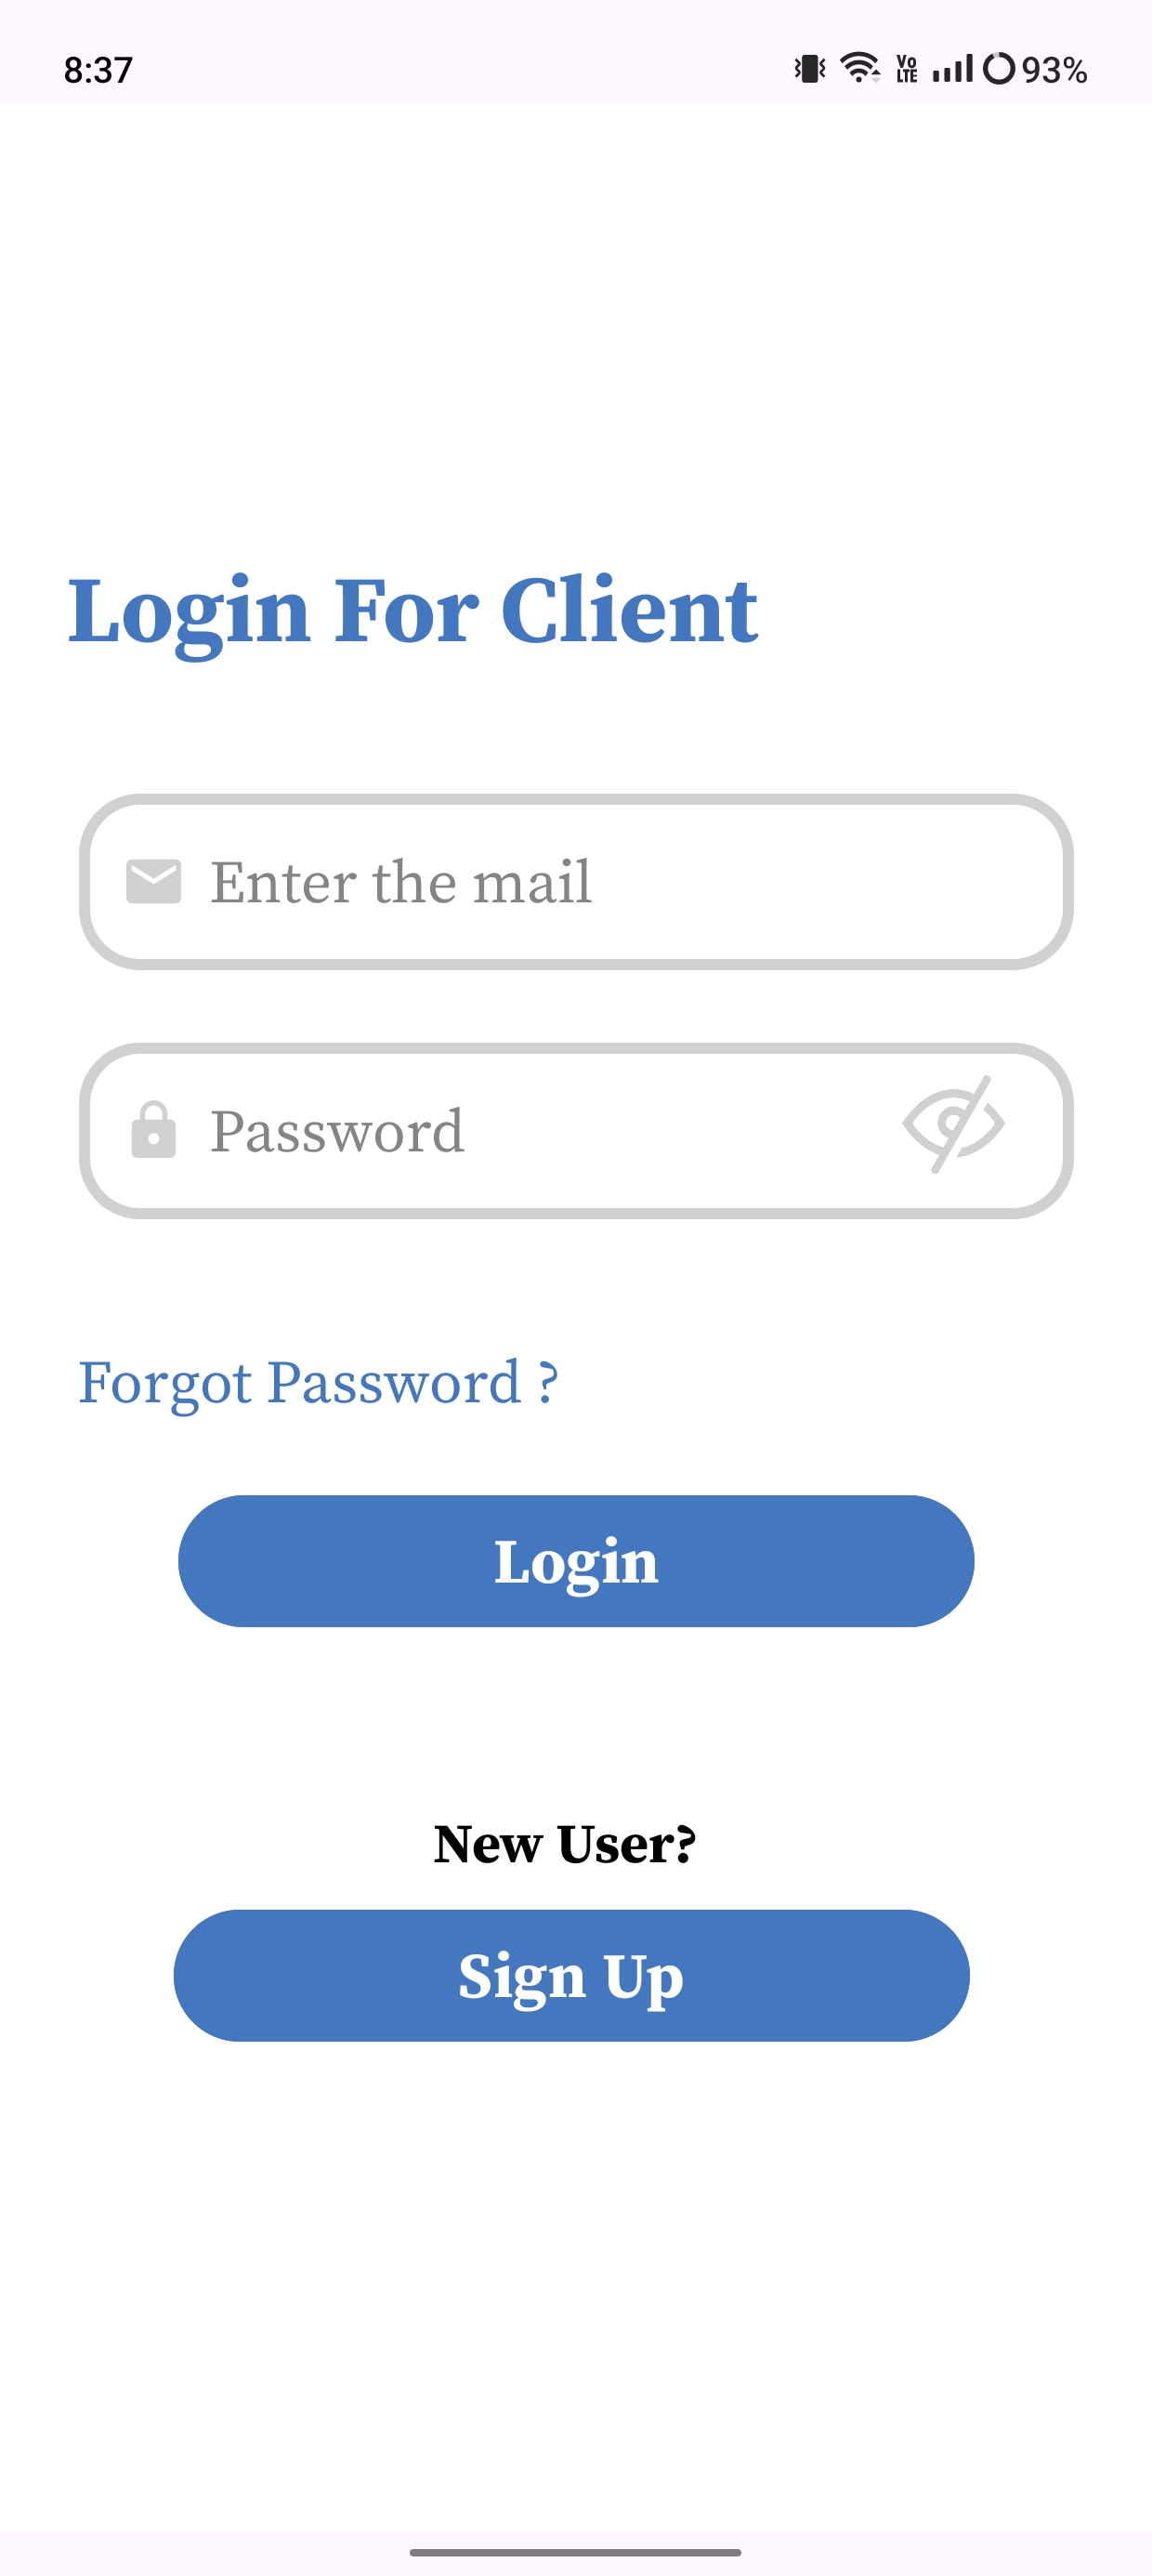 8:37 Vo LTE 93%
Login For Client
Enter the mail
Password
Forgot Password ?
Login
New User?
Sign Up